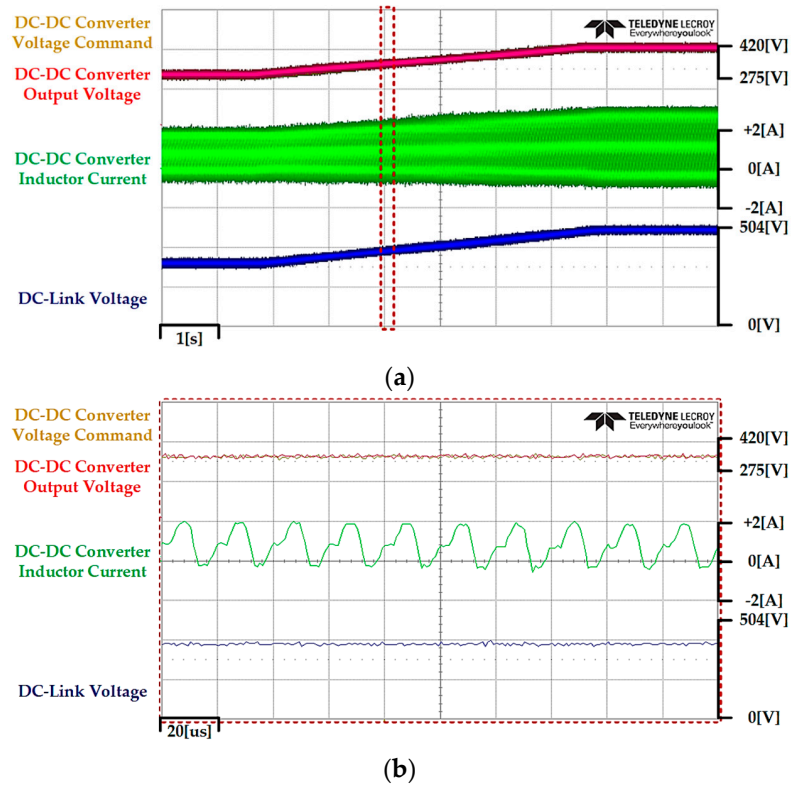 DC-DC Converter
Voltage Command
DC-DC Converter
Output Voltage
DC-DC Converter
Inductor Current
DC-Link Voltage
TELEDYNE LECROY
Everywhereyoulook™
420[V]
275[V]
+2[A]
0[A]
-2[A]
504[V]
0[V]
1[s]
(a)
DC-DC Converter
Voltage Command
DC-DC Converter
Output Voltage
DC-DC Converter
Inductor Current
DC-Link Voltage
TELEDYNE LECROY
Everywhereyoulook™
420[V]
275[V]
+2[A]
0[A]
-2[A]
504[V]
0[V]
20[us]
(b)